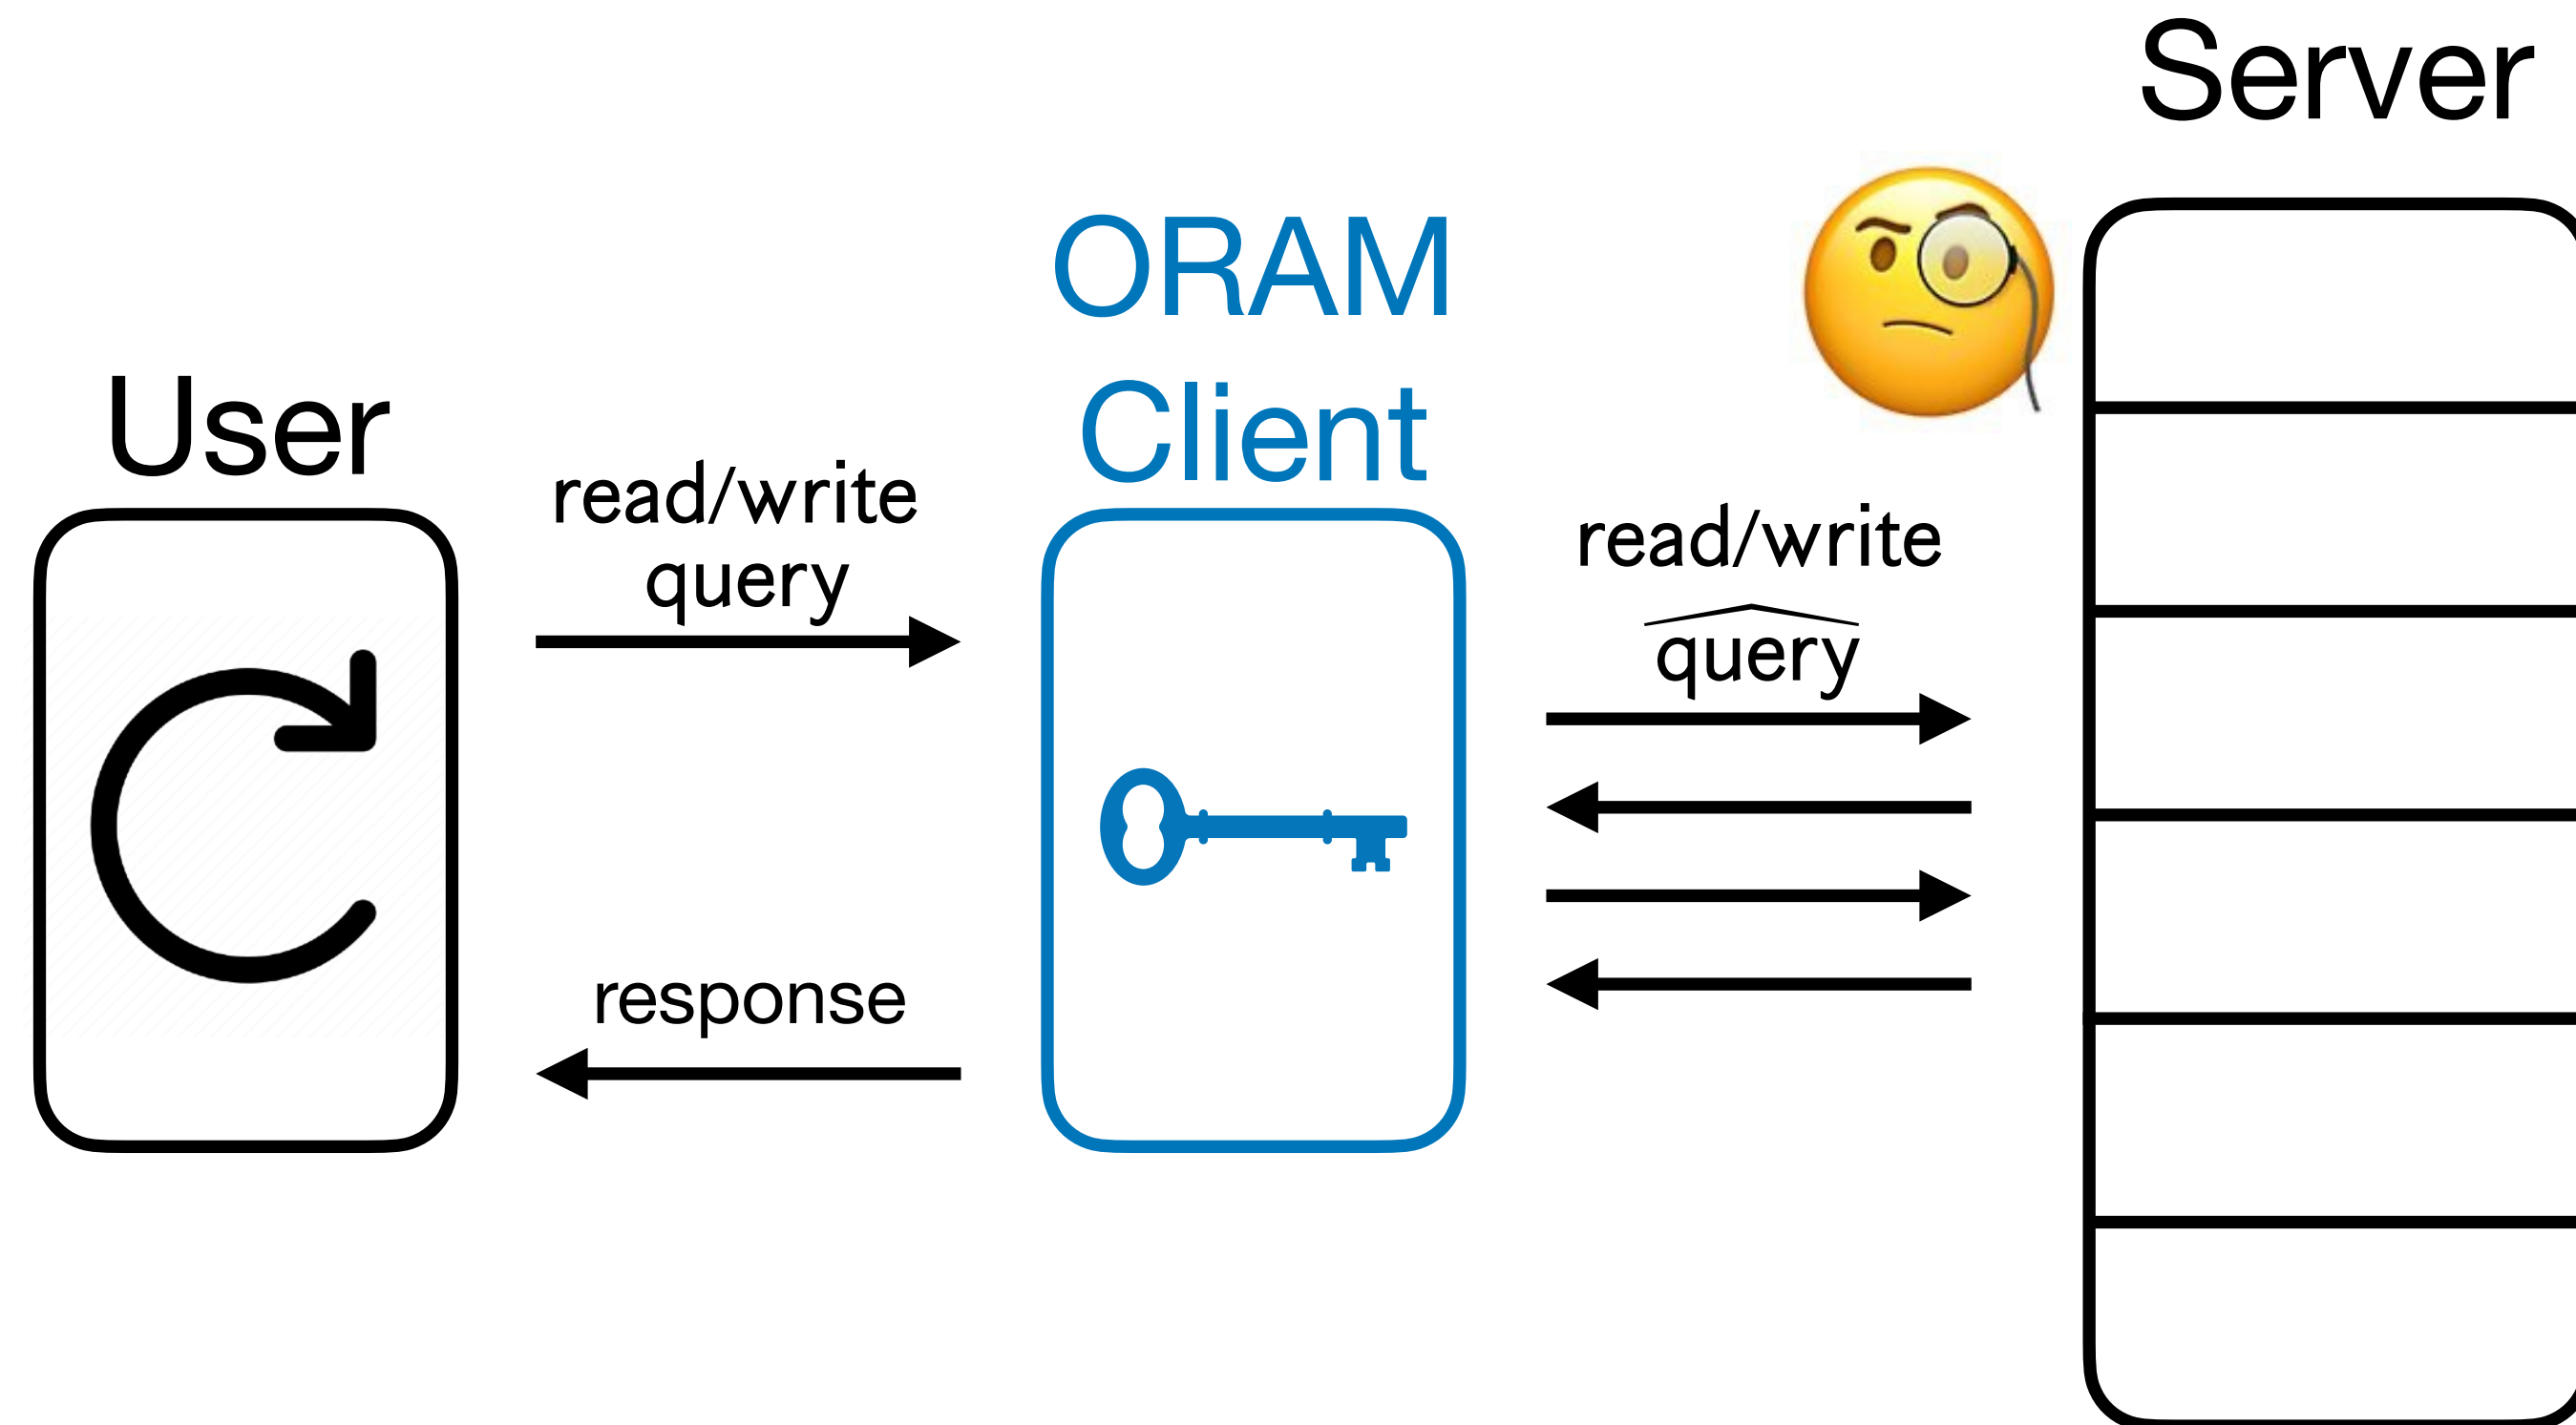 Server
ORAM
Client
User
read/write
query
read/write
query
response